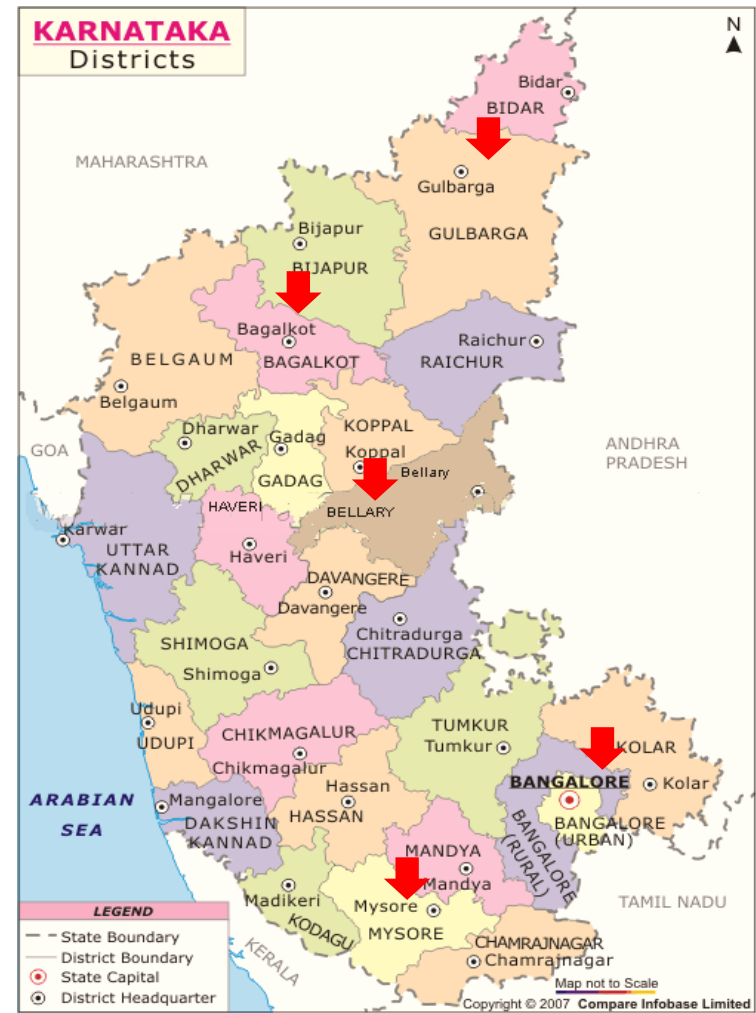 KARNATAKA
Districts
N
Bidar
BIDAR
MAHARASHTRA
Gulbarga
GULBARGA
Bijapur
BIJAPUR
Bagalkot
BAGALKOT
Raichur
RAICHUR
BELGAUM
Belgaum
KOPPAL
Koppal
Dharwar
DHARWAR
Gadag
GADAG
GOA
ANDHRA
PRADESH
Bellary
BELLARY
HAVERI
Haveri
Karwar
UTTAR
KANNAD
DAVANGERE
Davangere
Chitradurga
CHITRADURGA
SHIMOGA
Shimoga
Udupi
UDUPI
CHIKMAGALUR
Chikmagalur
TUMKUR
Tumkur
KOLAR
Kolar
BANGALORE
BANGALORE
(URBAN)
BANGALORE
(RURAL)
Hassan
HASSAN
ARABIAN
SEA
Mangalore
DAKSHIN
KANNAD
MANDYA
Mandya
Madikeri
KODAGU
Mysore
MYSORE
TAMIL NADU
CHAMRAJNAGAR
Chamrajnagar
KERALA
LEGEND
State Boundary
District Boundary
State Capital
District Headquarter
Map not to Scale
Copyright © 2007 Compare Infobase Limited